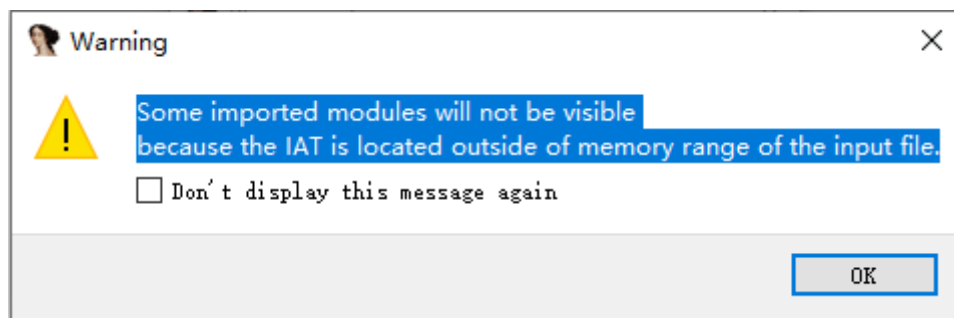 Warning
Some imported modules will not be visible
because the IAT is located outside of memory range of the input file.
Don't display this message again
OK